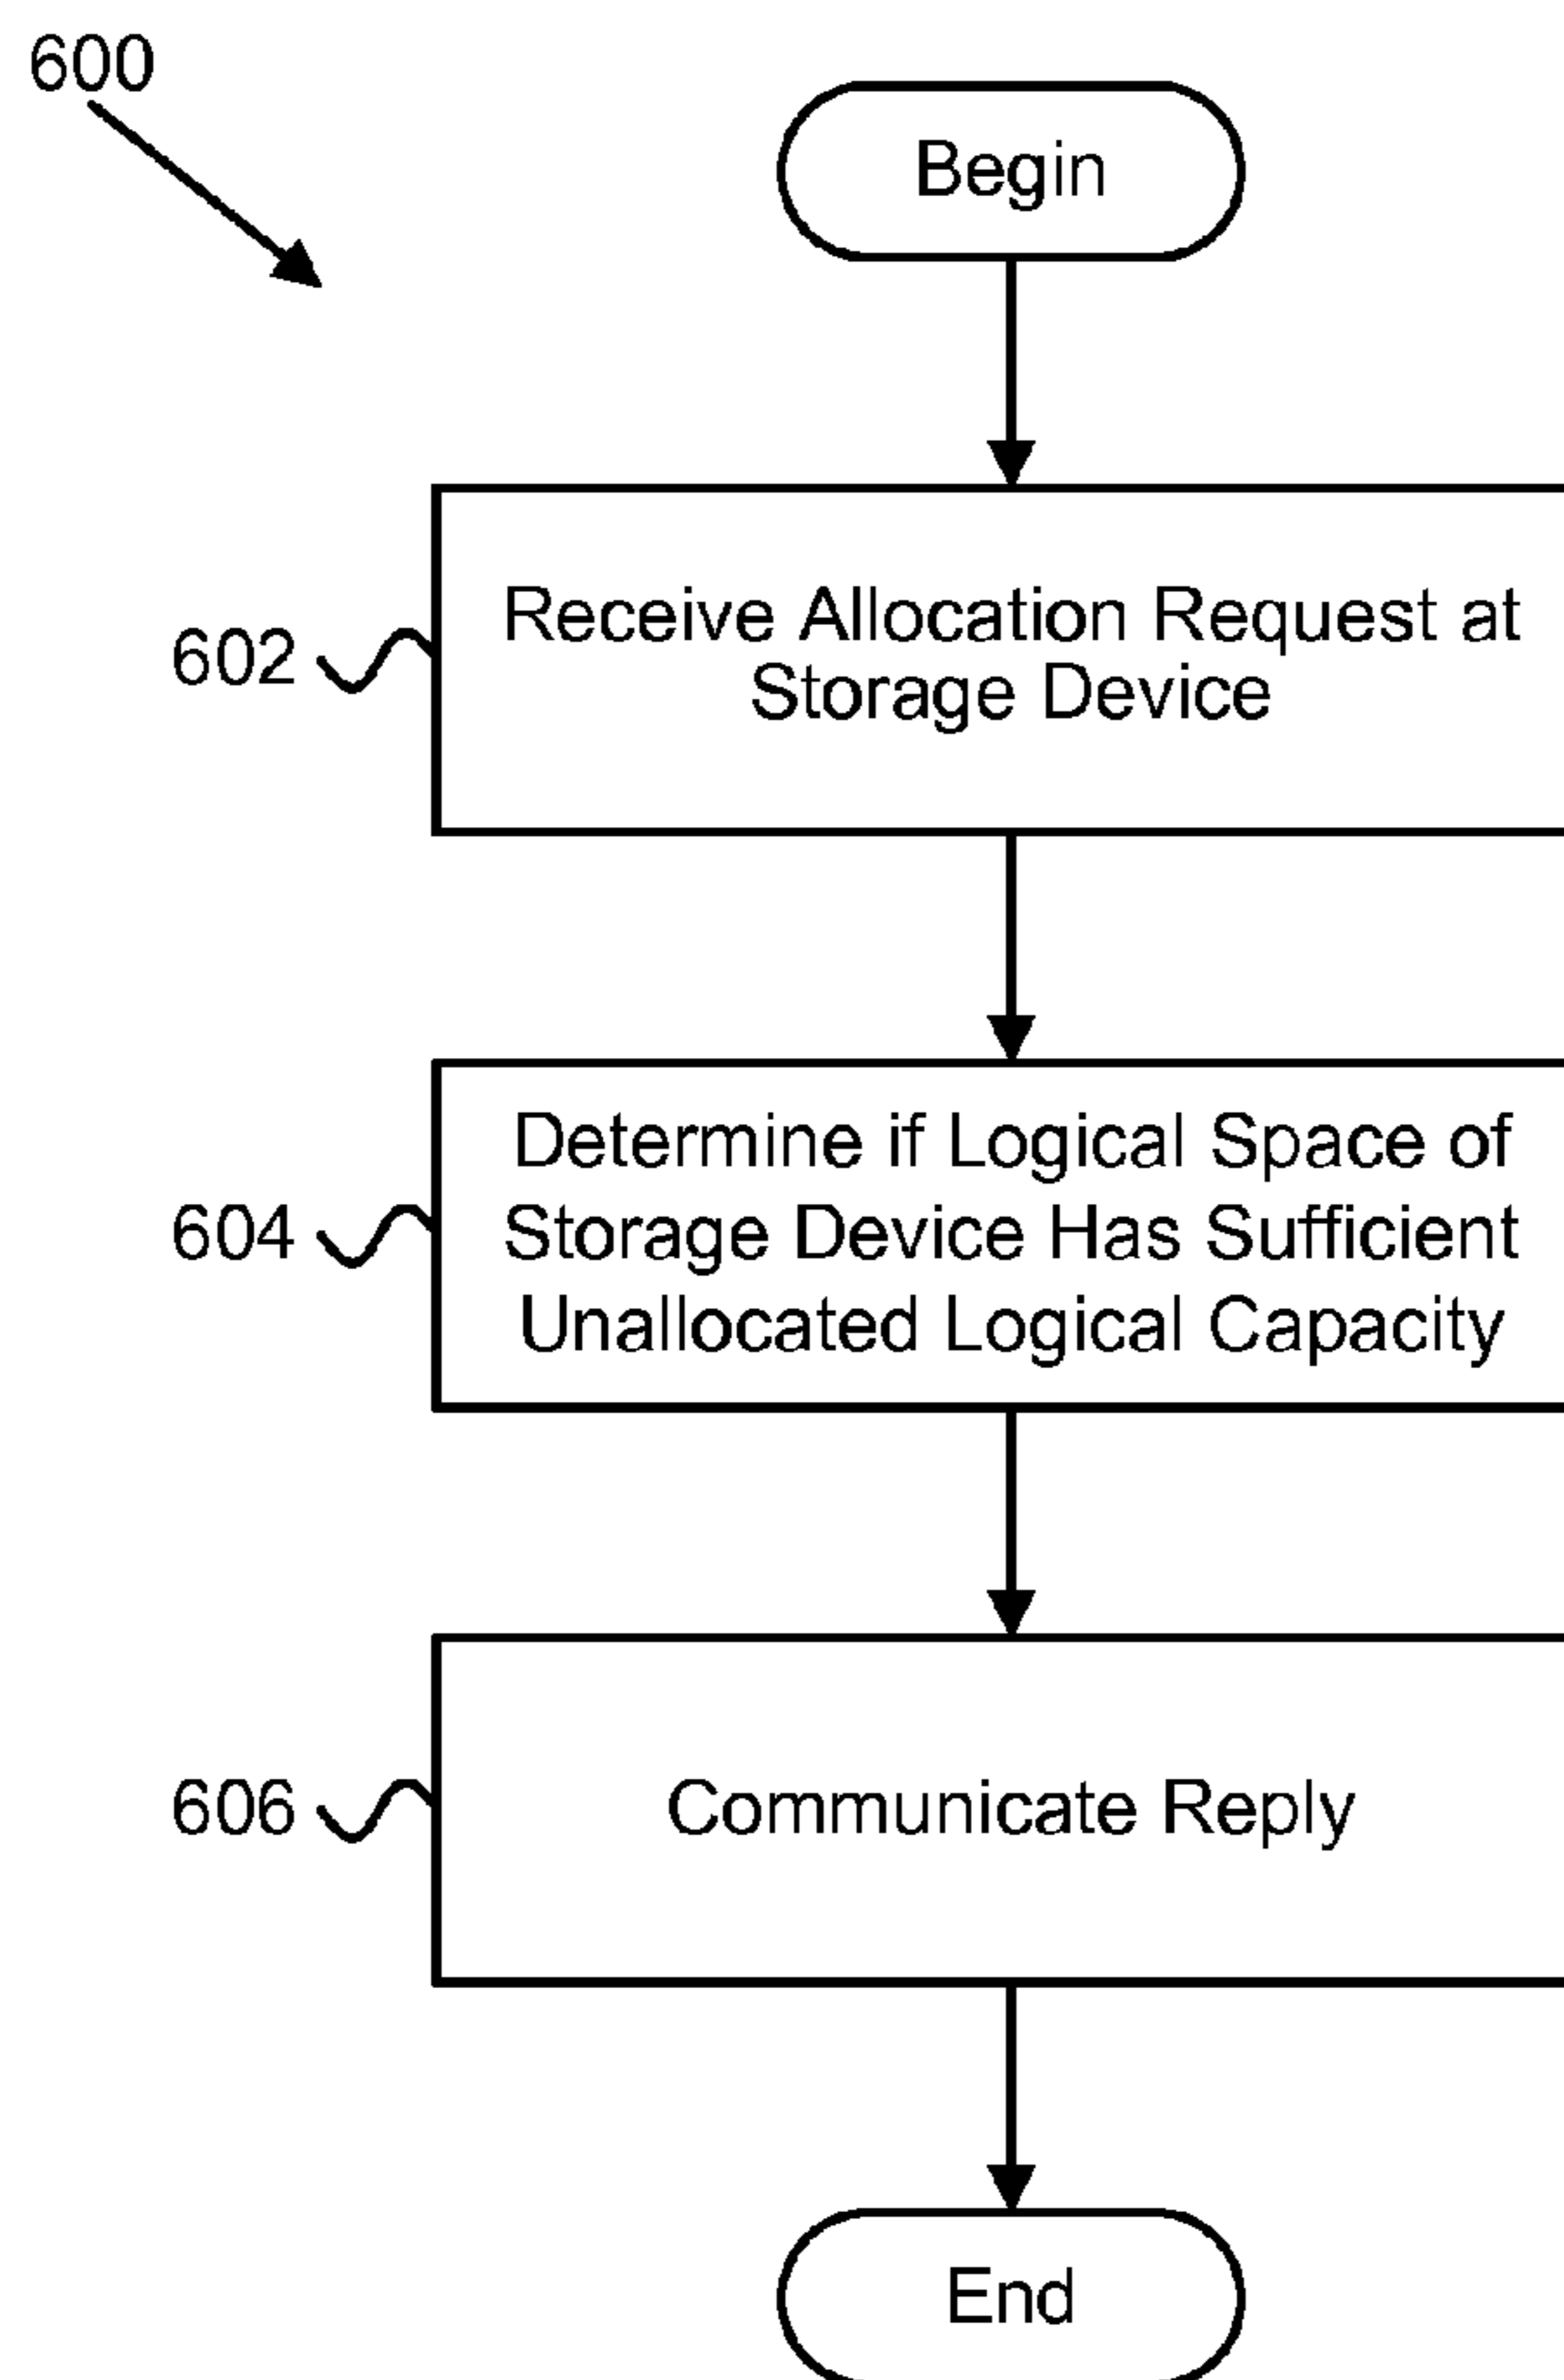 600
Begin
602
Receive Allocation Request at
Storage Device
604
Determine if Logical Space of
Storage Device Has Sufficient
Unallocated Logical Capacity
606
Communicate Reply
End